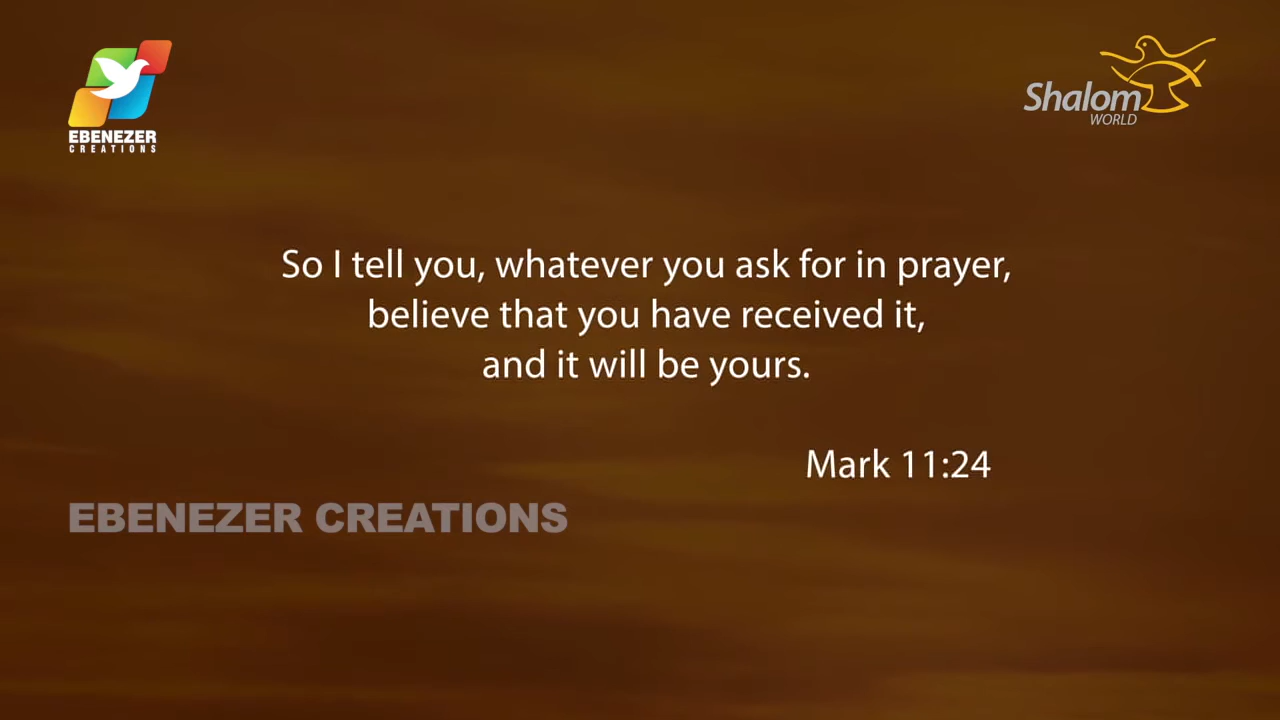 EBENEZER
CREATIONS
Shalom
WORLD
So I tell you, whatever you ask for in prayer,
believe that you have received it,
and it will be yours.
Mark 11:24
EBENEZER CREATIONS